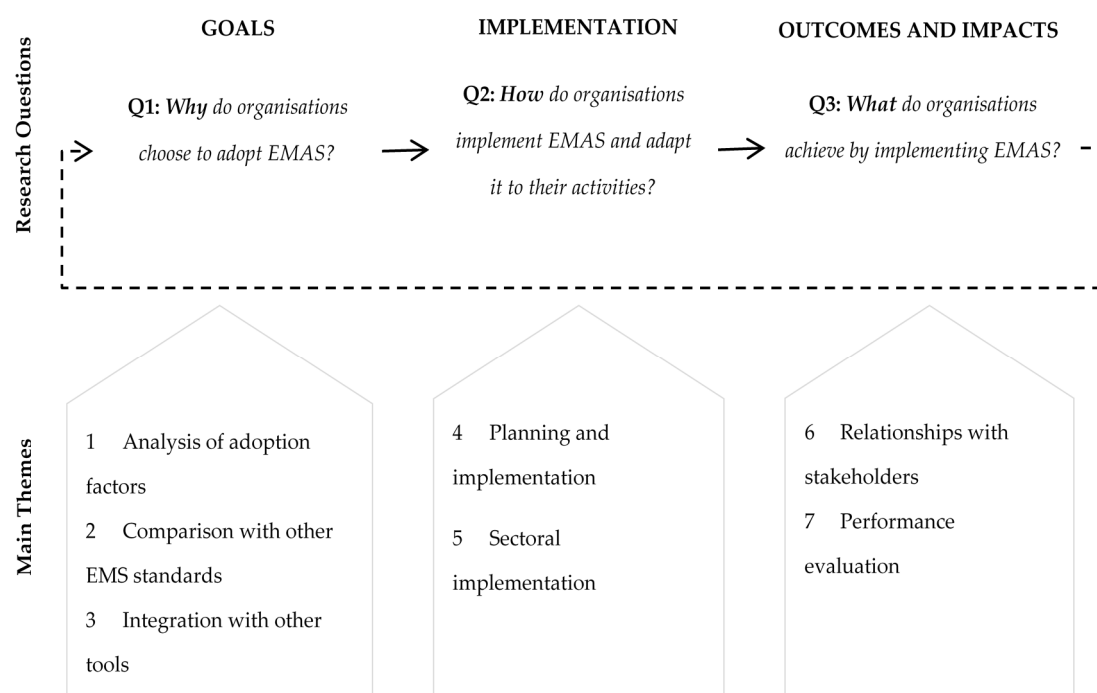 GOALS
IMPLEMENTATION
OUTCOMES AND IMPACTS
Research Questions
Q1: Why do organisations
choose to adopt EMAS?
Q2: How do organisations
implement EMAS and adapt
it to their activities?
Q3: What do organisations
achieve by implementing EMAS?
Main Themes
1 Analysis of adoption
factors
2 Comparison with other
EMS standards
3 Integration with other
tools
4 Planning and
implementation
5 Sectoral
implementation
6 Relationships with
stakeholders
7 Performance
evaluation